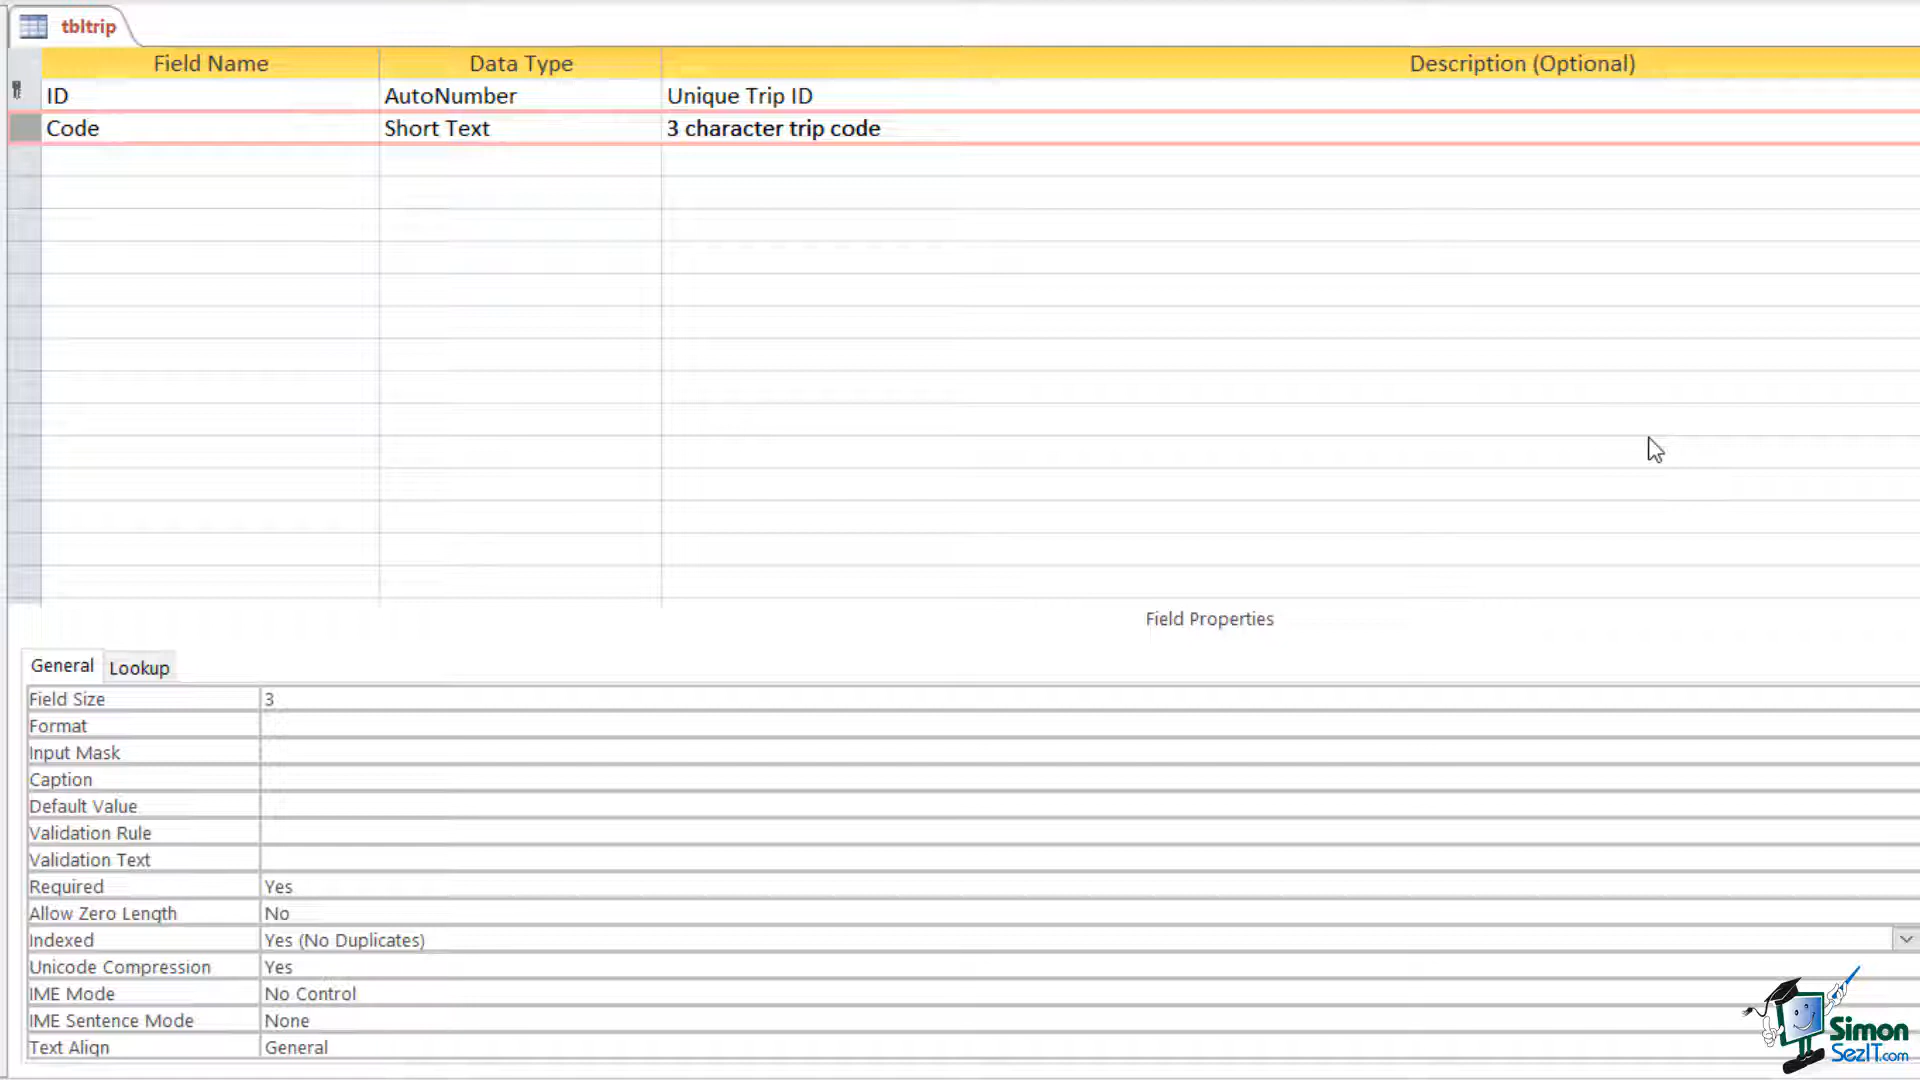 tbltrip
Field Name Data Type Description (Optional)
ID AutoNumber Unique Trip ID
Code Short Text 3 character trip code
Field Properties
General Lookup
Field Size 3
Format
Input Mask
Caption
Default Value
Validation Rule
Validation Text
Required Yes
Allow Zero Length No
Indexed Yes (No Duplicates)
Unicode Compression Yes
IME Mode No Control
IME Sentence Mode None
Text Align General
Simon
SezIT.com